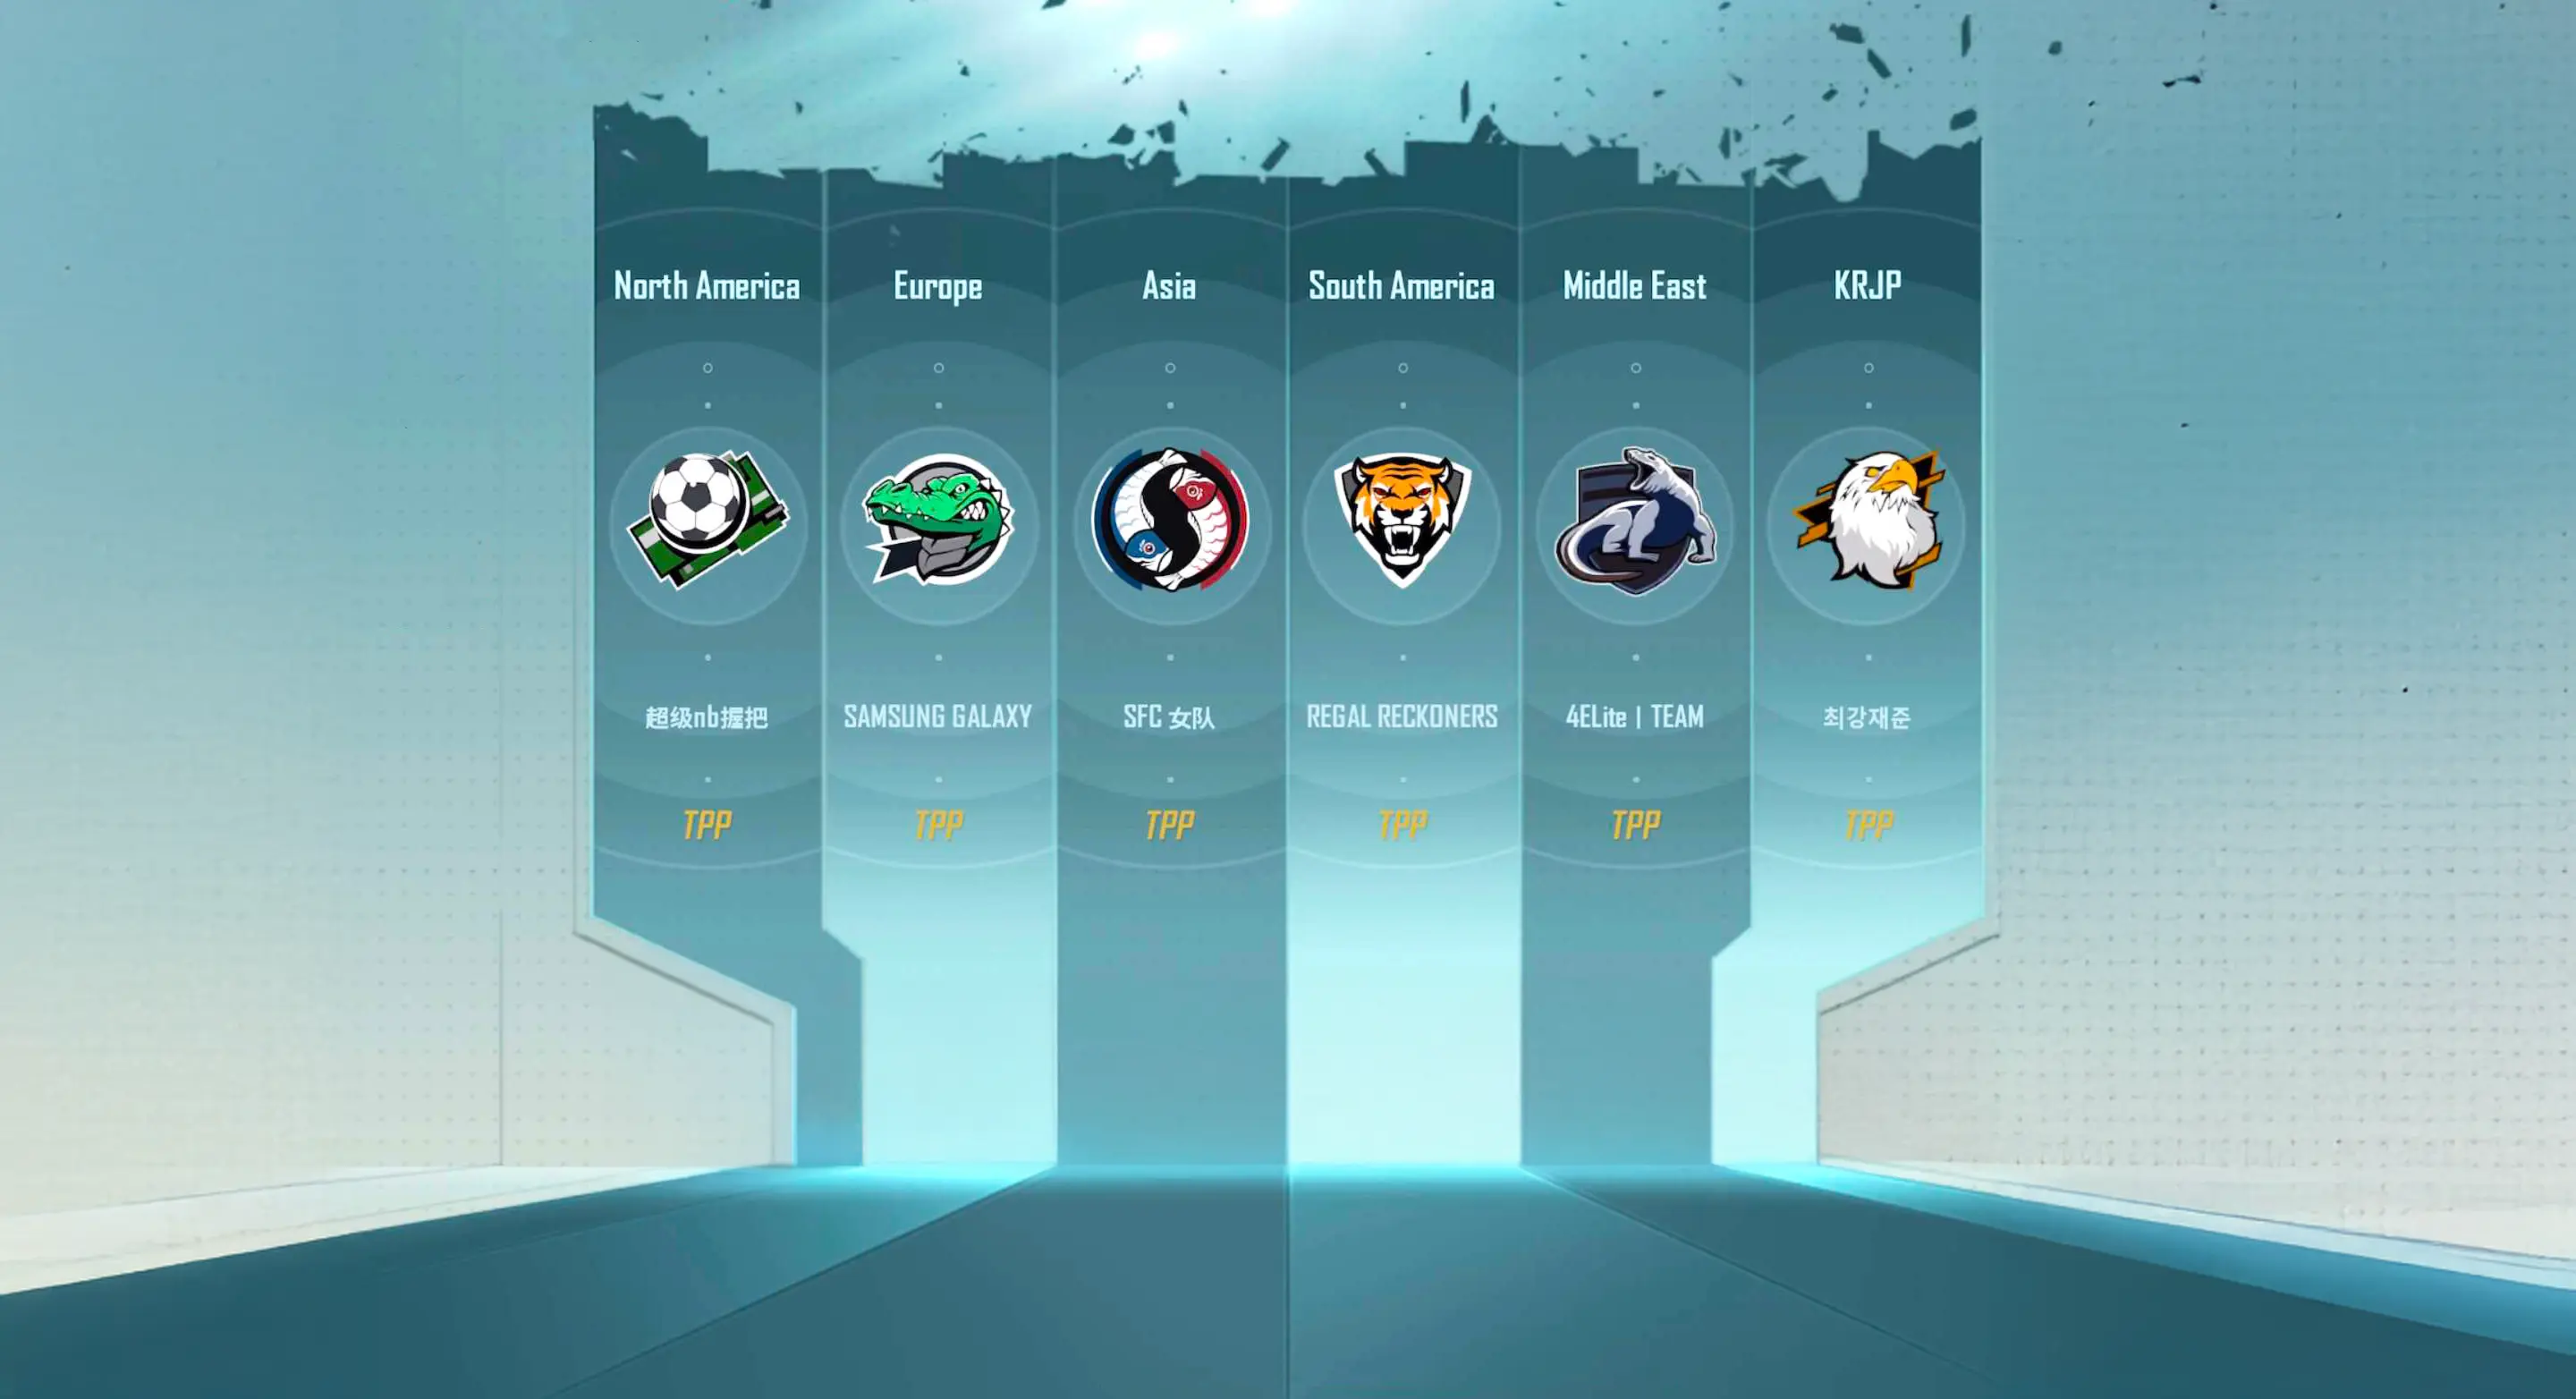 North America
Europe
Asia
South America
Middle East
KRJP
超级nb握把
SAMSUNG GALAXY
SFC 女队
REGAL RECKONERS
4ELite | TEAM
최강재준
TPP
TPP
TPP
TPP
TPP
TPP